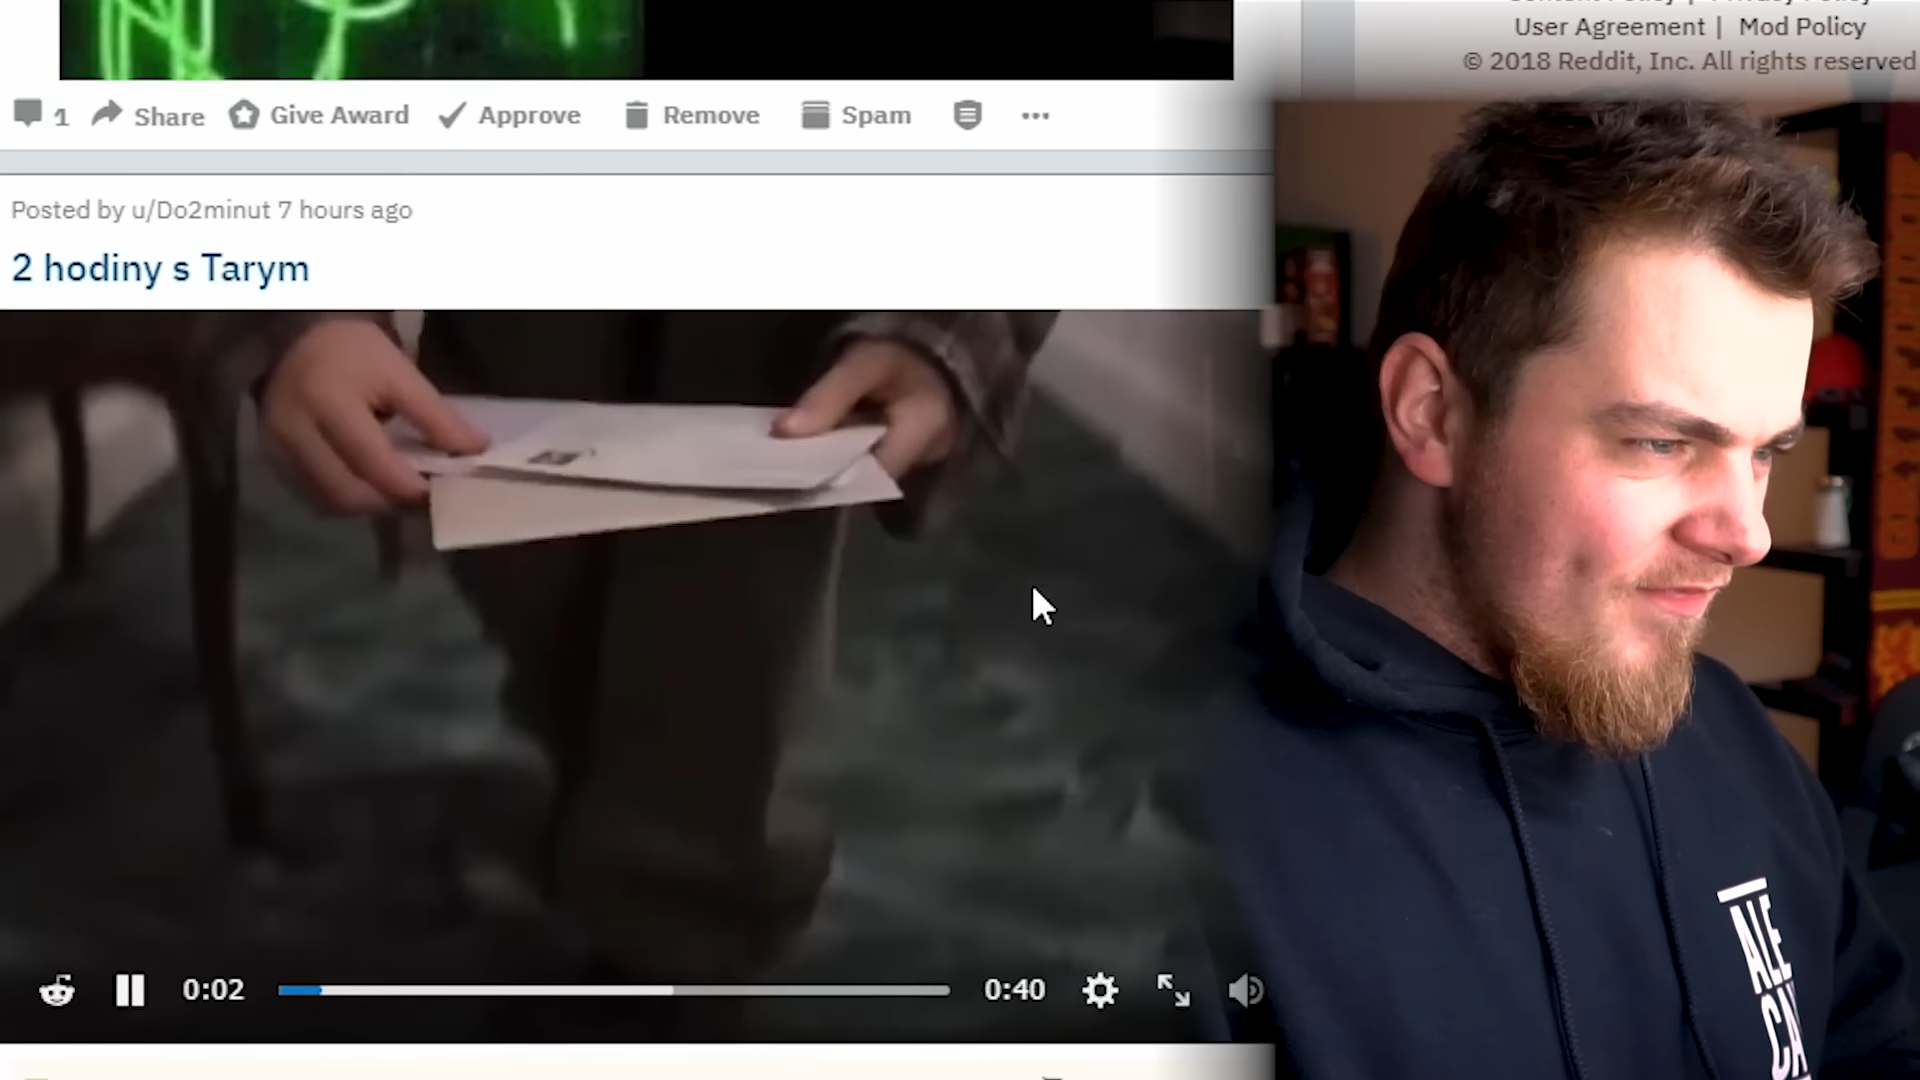 User Agreement | Mod Policy
© 2018 Reddit, Inc. All rights reserved
1 Share Give Award Approve Remove Spam
Posted by u/Do2minut 7 hours ago
2 hodiny s Tarym
0:02
0:40
ALE